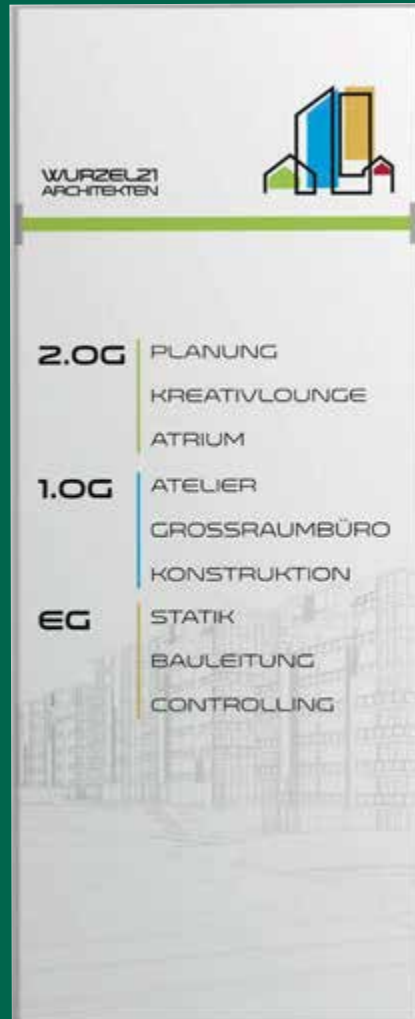 WURZEL21
ARCHITEKTEN
2.OG PLANUNG
KREATIVLOUNGE
ATRIUM
1.OG ATELIER
GROSSRAUMBÜRO
KONSTRUKTION
EG STATIK
BAULEITUNG
CONTROLLING